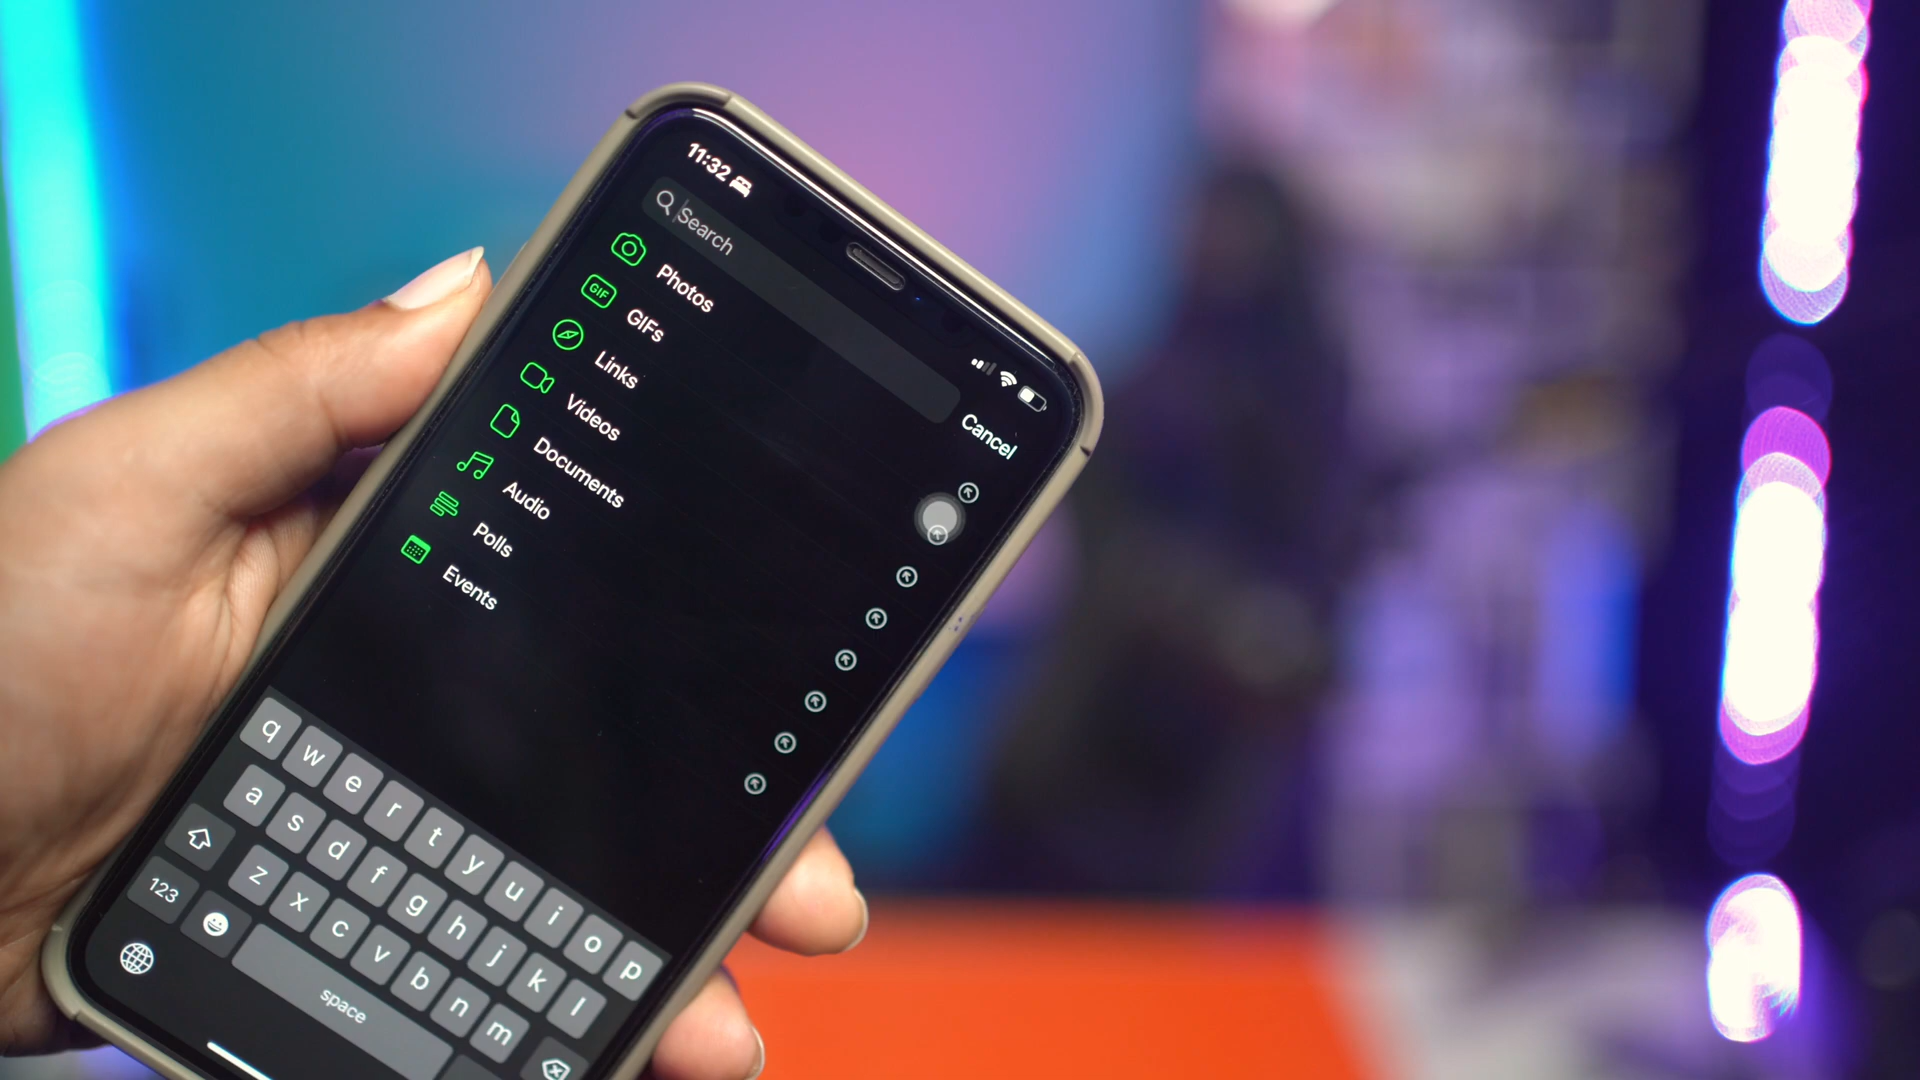 11:32
Search
Cancel
Photos
GIF
GIFs
Links
Videos
Documents
Audio
Polls
Events
q w e r t y u i o p
a s d f g h j k l
z x c v b n m
123
space